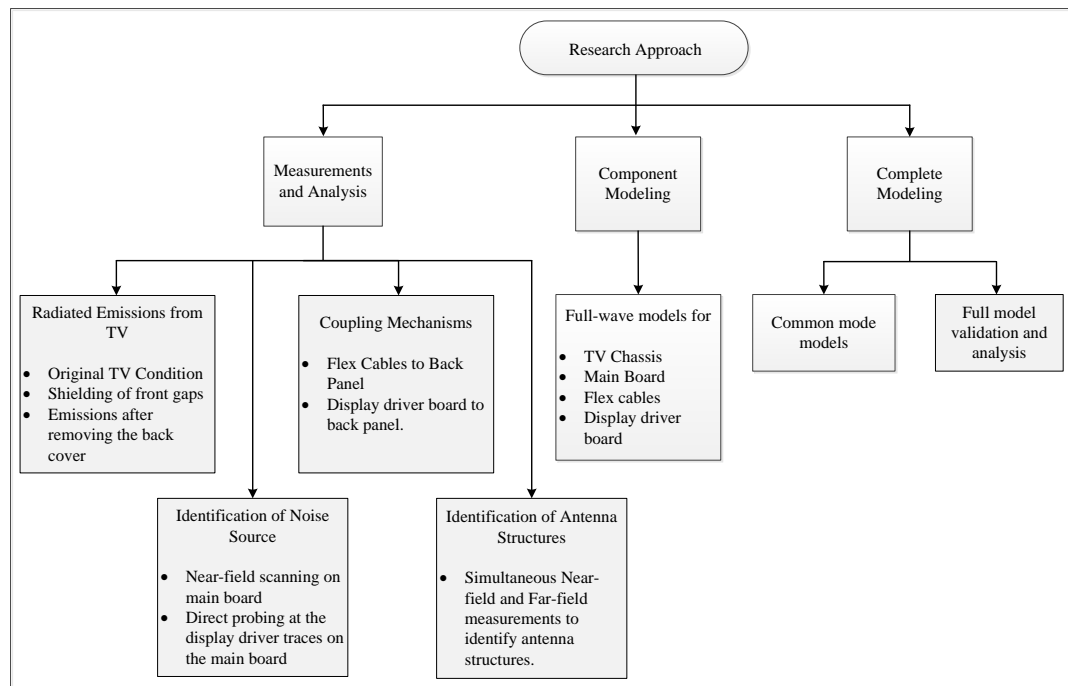 Research Approach
Measurements
and Analysis
Component
Modeling
Complete
Modeling
Radiated Emissions from
TV
• Original TV Condition
• Shielding of front gaps
• Emissions after
removing the back
cover
Coupling Mechanisms
• Flex Cables to Back
Panel
• Display driver board to
back panel.
Full-wave models for
• TV Chassis
• Main Board
• Flex cables
• Display driver
board
Common mode
models
Full model
validation and
analysis
Identification of Noise
Source
• Near-field scanning on
main board
• Direct probing at the
display driver traces on
the main board
Identification of Antenna
Structures
• Simultaneous Near-
field and Far-field
measurements to
identify antenna
structures.